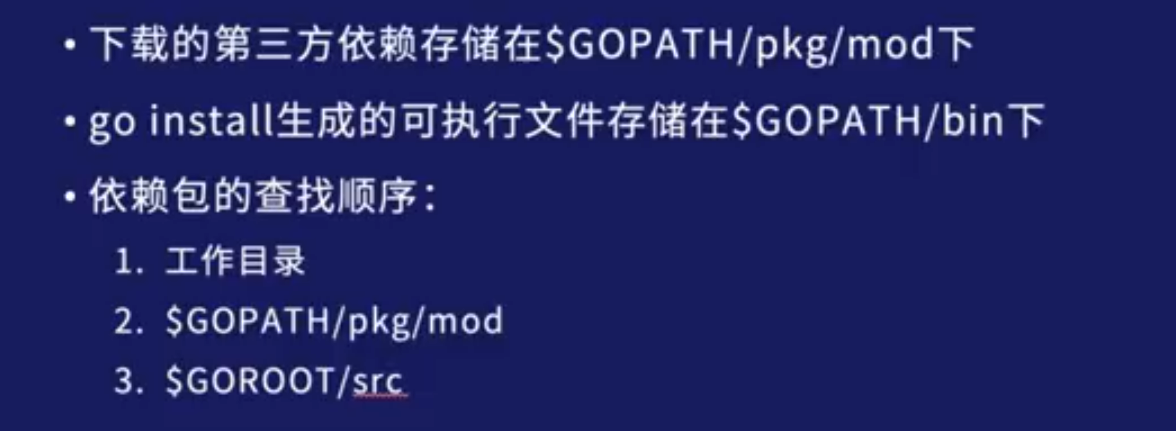 • 下载的第三方依赖存储在$GOPATH/pkg/mod下
• go install生成的可执行文件存储在$GOPATH/bin下
• 依赖包的查找顺序：
1. 工作目录
2. $GOPATH/pkg/mod
3. $GOROOT/src